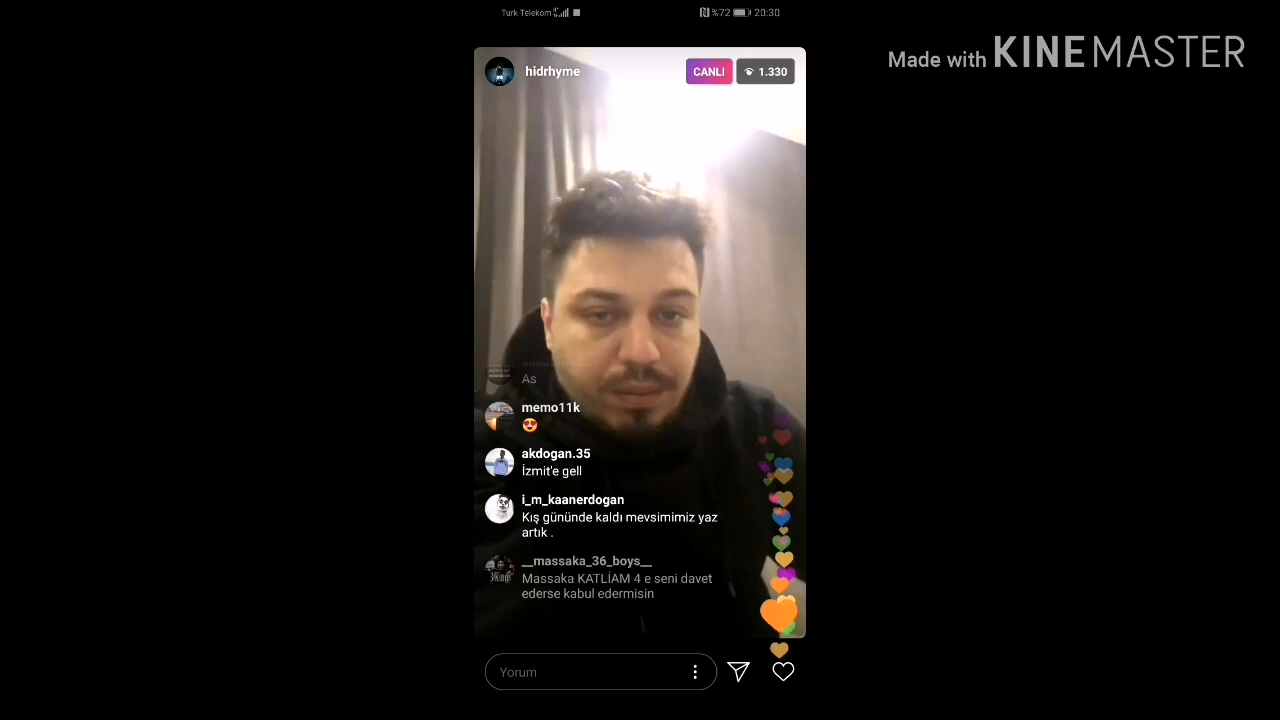 Turk Telekom
%72 20:30
Made with KINEMASTER
hidrhyme
CANLI
1.330
As
memo11k
😍
akdogan.35
İzmit'e gell
i_m_kaanerdogan
Kış gününde kaldı mevsimimiz yaz
artık .
__massaka_36_boys__
Massaka KATLİAM 4 e seni davet
ederse kabul edermisin
Yorum